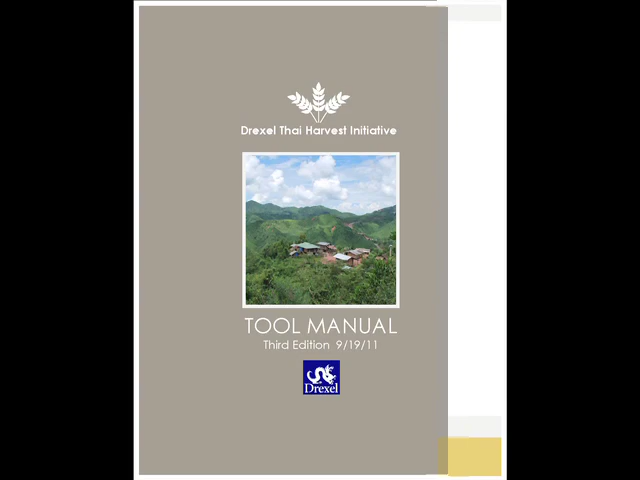 Drexel Thai Harvest Initiative
TOOL MANUAL
Third Edition 9/19/11
Drexel